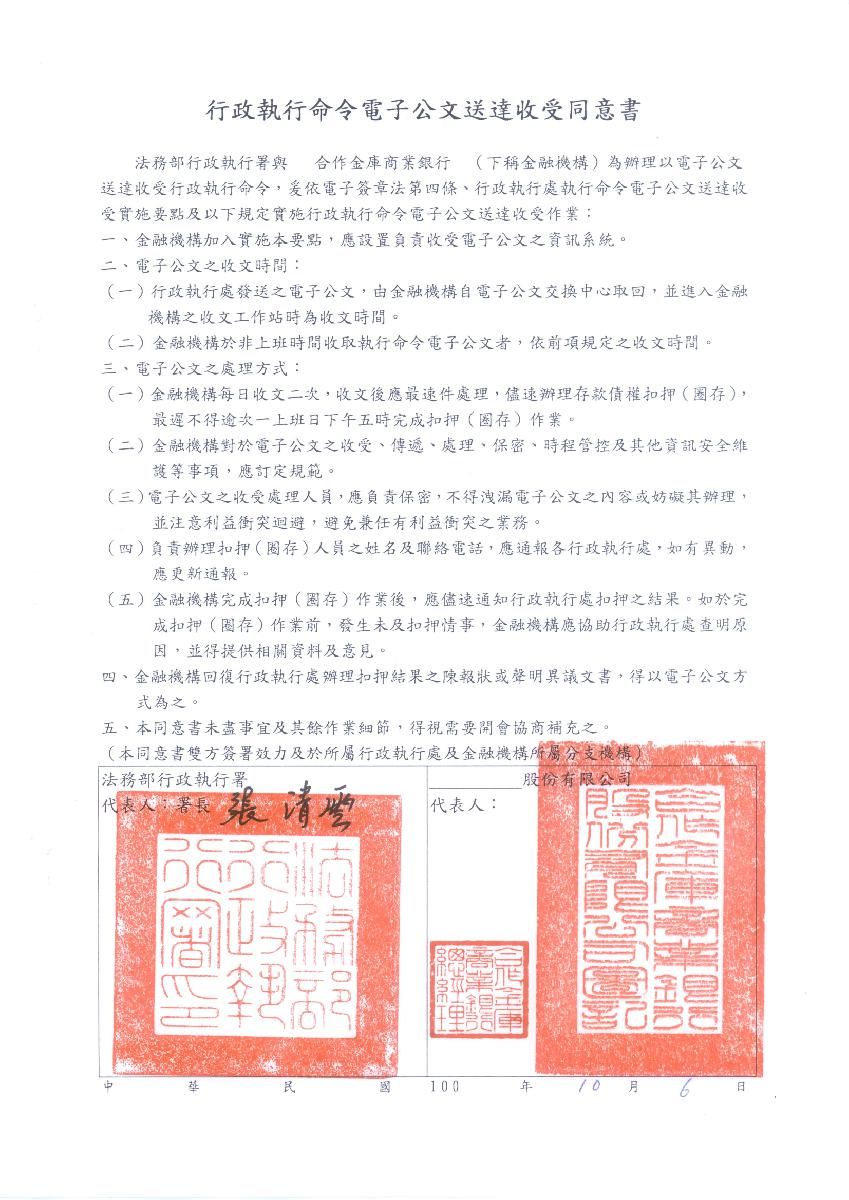 行政執行命令電子公文送達收受同意書
法務部行政執行署與　合作金庫商業銀行　（下稱金融機構）為辦理以電子公文
送達收受行政執行命令，爰依電子簽章法第四條、行政執行處執行命令電子公文送達收
受實施要點及以下規定實施行政執行命令電子公文送達收受作業：
一、金融機構加入實施本要點，應設置負責收受電子公文之資訊系統。
二、電子公文之收文時間：
（一）行政執行處發送之電子公文，由金融機構自電子公文交換中心取回，並進入金融
機構之收文工作站時為收文時間。
（二）金融機構於非上班時間收取執行命令電子公文者，依前項規定之收文時間。
三、電子公文之處理方式：
（一）金融機構每日收文二次，收文後應最速件處理，儘速辦理存款債權扣押（圈存），
最遲不得逾次一上班日下午五時完成扣押（圈存）作業。
（二）金融機構對於電子公文之收受、傳遞、處理、保密、時程管控及其他資訊安全維
護等事項，應訂定規範。
（三）電子公文之收受處理人員，應負責保密，不得洩漏電子公文之內容或妨礙其辦理，
並注意利益衝突迴避，避免兼任有利益衝突之業務。
（四）負責辦理扣押（圈存）人員之姓名及聯絡電話，應通報各行政執行處，如有異動，
應更新通報。
（五）金融機構完成扣押（圈存）作業後，應儘速通知行政執行處扣押之結果。如於完
成扣押（圈存）作業前，發生未及扣押情事，金融機構應協助行政執行處查明原
因，並得提供相關資料及意見。
四、金融機構回復行政執行處辦理扣押結果之陳報狀或聲明異議文書，得以電子公文方
式為之。
五、本同意書未盡事宜及其餘作業細節，得視需要開會協商補充之。
（本同意書雙方簽署效力及於所屬行政執行處及金融機構所屬分支機構）
法務部行政執行署
代表人：署長 張清雲
法務部行政執行署印
股份有限公司
代表人：
合作金庫商業銀行股份有限公司圖記
合作金庫商業銀行總經理
中華民國 100 年 10 月 6 日